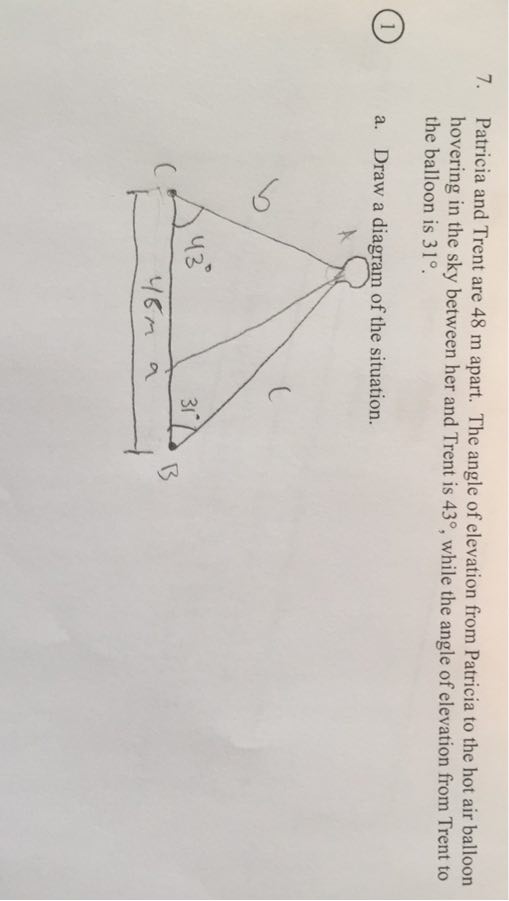 7. Patricia and Trent are 48 m apart. The angle of elevation from Patricia to the hot air balloon
hovering in the sky between her and Trent is 43°, while the angle of elevation from Trent to
the balloon is 31°.
1
a. Draw a diagram of the situation.
A
b
c
43°
31°
C
B
48m a